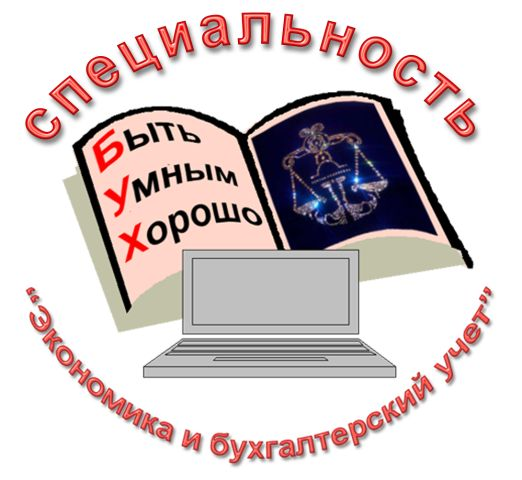 специальность
Быть
Умным
Хорошо
“Экономика и бухгалтерский учет”